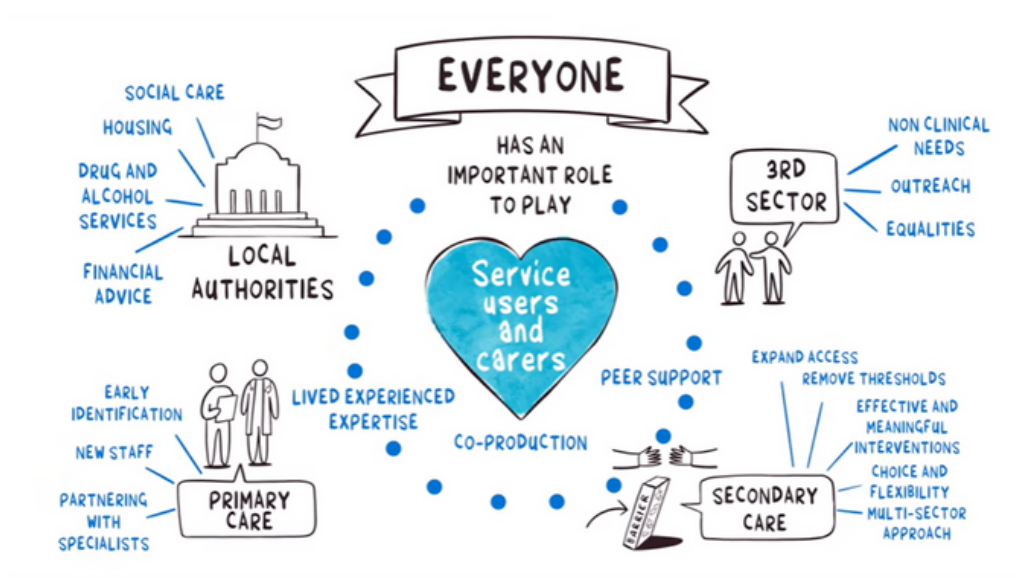 EVERYONE
HAS AN
IMPORTANT ROLE
TO PLAY
SOCIAL CARE
HOUSING
DRUG AND
ALCOHOL
SERVICES
FINANCIAL
ADVICE
LOCAL
AUTHORITIES
3RD
SECTOR
NON CLINICAL
NEEDS
OUTREACH
EQUALITIES
Service
users
and
carers
LIVED EXPERIENCED
EXPERTISE
CO-PRODUCTION
PEER SUPPORT
EARLY
IDENTIFICATION
NEW STAFF
PARTNERING
WITH
SPECIALISTS
PRIMARY
CARE
BARRIER
SECONDARY
CARE
EXPAND ACCESS
REMOVE THRESHOLDS
EFFECTIVE AND
MEANINGFUL
INTERVENTIONS
CHOICE AND
FLEXIBILITY
MULTI-SECTOR
APPROACH